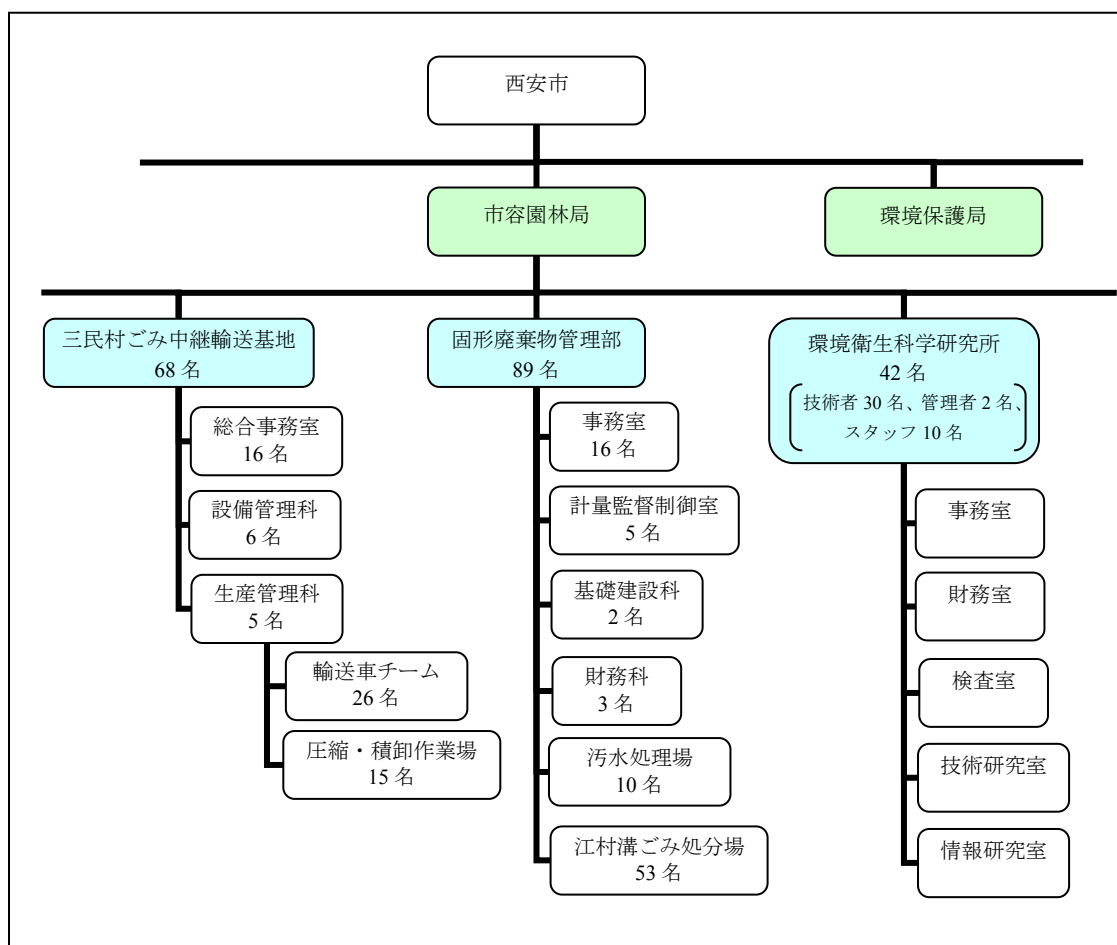 西安市
市容園林局
環境保護局
三民村ごみ中継輸送基地
68 名
総合事務室
16 名
設備管理科
6 名
生産管理科
5 名
輸送車チーム
26 名
圧縮・積卸作業場
15 名
固形廃棄物管理部
89 名
事務室
16 名
計量監督制御室
5 名
基礎建設科
2 名
財務科
3 名
汚水処理場
10 名
江村溝ごみ処分場
53 名
環境衛生科学研究所
42 名
技術者 30 名、管理者 2 名、
スタッフ 10 名
事務室
財務室
検査室
技術研究室
情報研究室